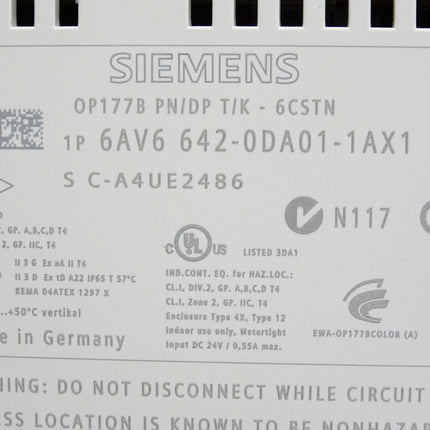 SIEMENS
OP177B PN/DP T/K - 6CSTN
1P 6AV6 642-0DA01-1AX1
S C-A4UE2486
N117
C UL US LISTED 3DA1
2, GP. A,B,C,D T4
2, GP. IIC, T4
II 3 G Ex nA II T4
II 3 D Ex tD A22 IP65 T 57°C
KEMA 04ATEX 1297 X
...+50°C vertikal
in Germany
IND.CONT. EQ. for HAZ.LOC.:
CL.I, DIV.2, GP. A,B,C,D T4
CL.I, Zone 2, GP. IIC, T4
Enclosure Type 4X, Type 12
Indoor use only, Watertight
Input DC 24V / 0,55A max.
EWA-OP177BCOLOR (A)
NING: DO NOT DISCONNECT WHILE CIRCUIT
ESS LOCATION IS KNOWN TO BE NONHAZAR